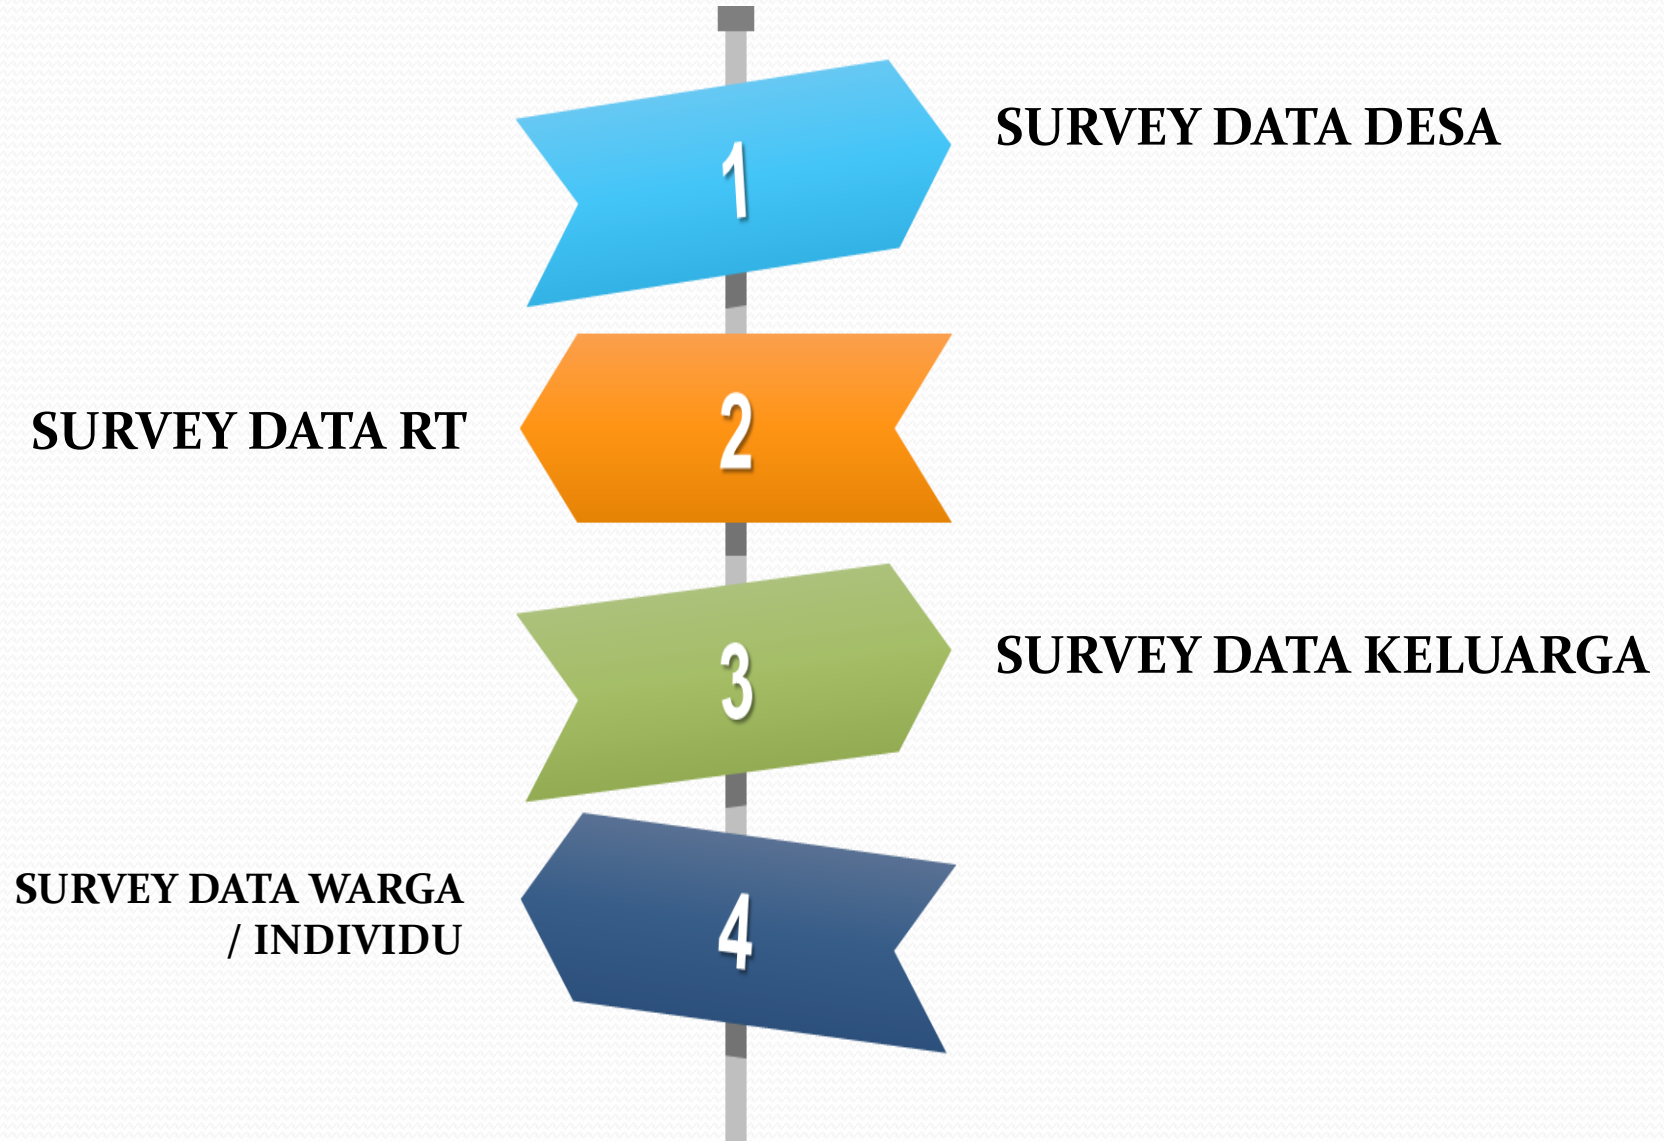 1
SURVEY DATA DESA
2
SURVEY DATA RT
3
SURVEY DATA KELUARGA
4
SURVEY DATA WARGA
/ INDIVIDU